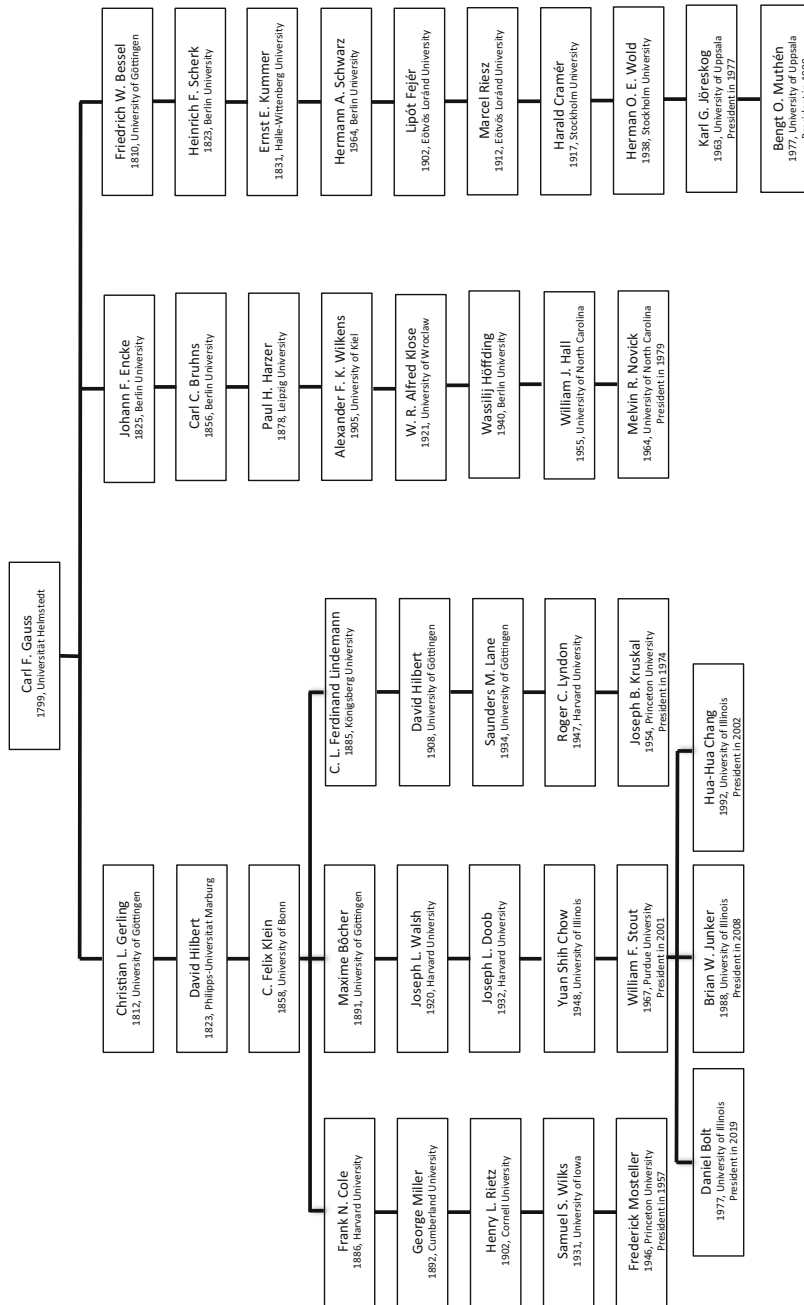 Carl F. Gauss
1799, Universität Helmstedt
Christian L. Gerling
1812, University of Göttingen
David Hilbert
1823, Philipps-Universitat Marburg
C. Felix Klein
1858, University of Bonn
Frank N. Cole
1886, Harvard University
George Miller
1892, Cumberland University
Henry L. Rietz
1902, Cornell University
Samuel S. Wilks
1931, University of Iowa
Frederick Mosteller
1946, Princeton University
President in 1957
Maxime Bôcher
1891, University of Göttingen
Joseph L. Walsh
1920, Harvard University
Joseph L. Doob
1932, Harvard University
Yuan Shih Chow
1948, University of Illinois
William F. Stout
1967, Purdue University
President in 2001
Daniel Bolt
1977, University of Illinois
President in 2019
Brian W. Junker
1988, University of Illinois
President in 2008
Hua-Hua Chang
1992, University of Illinois
President in 2002
C. L. Ferdinand Lindemann
1885, Königsberg University
David Hilbert
1908, University of Göttingen
Saunders M. Lane
1934, University of Göttingen
Roger C. Lyndon
1947, Harvard University
Joseph B. Kruskal
1954, Princeton University
President in 1974
Johann F. Encke
1825, Berlin University
Carl C. Bruhns
1856, Berlin University
Paul H. Harzer
1878, Leipzig University
Alexander F. K. Wilkens
1905, University of Kiel
W. R. Alfred Klose
1921, University of Wroclaw
Wassilij Höffding
1940, Berlin University
William J. Hall
1955, University of North Carolina
Melvin R. Novick
1964, University of North Carolina
President in 1979
Friedrich W. Bessel
1810, University of Göttingen
Heinrich F. Scherk
1823, Berlin University
Ernst E. Kummer
1831, Halle-Wittenberg University
Hermann A. Schwarz
1964, Berlin University
Lipót Fejér
1902, Eötvös Loránd University
Marcel Riesz
1912, Eötvös Loránd University
Harald Cramér
1917, Stockholm University
Herman O. E. Wold
1938, Stockholm University
Karl G. Jöreskog
1963, University of Uppsala
President in 1977
Bengt O. Muthén
1977, University of Uppsala